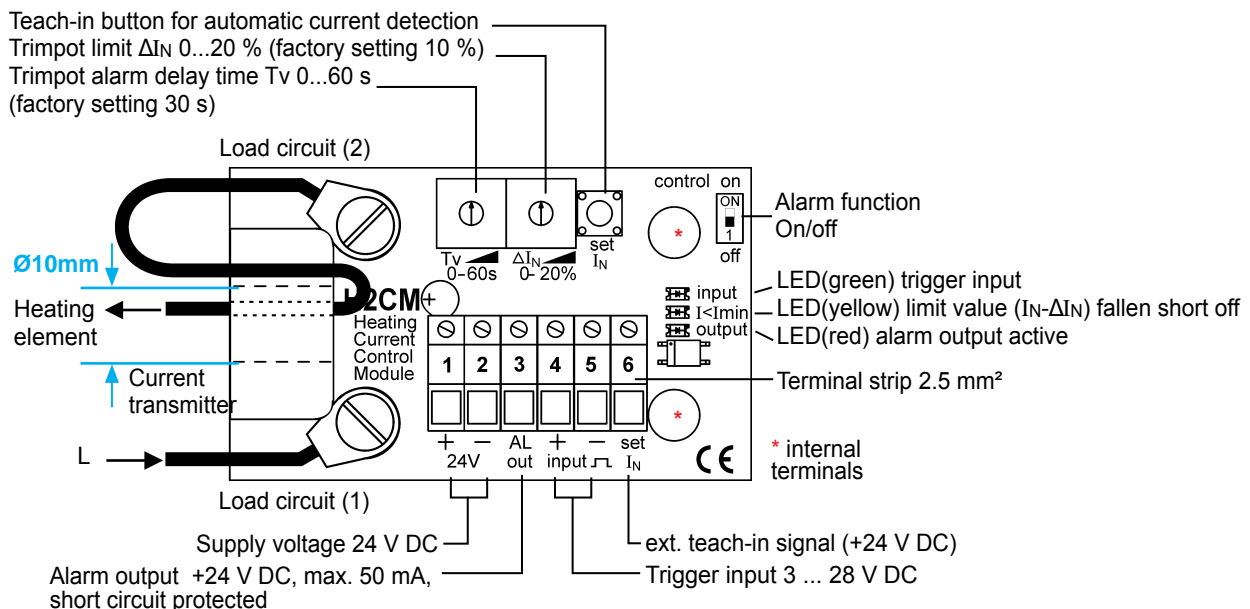 Teach-in button for automatic current detection
Trimpot limit ΔIN 0...20 % (factory setting 10 %)
Trimpot alarm delay time Tv 0...60 s
(factory setting 30 s)
Load circuit (2)
control on
ON
1
off
Alarm function
On/off
set
IN
Tv
0-60s
ΔIN
0- 20%
*
Ø10mm
Heating
element
2CM+
Heating
Current
Control
Module
input
I<Imin
output
LED(green) trigger input
LED(yellow) limit value (IN-ΔIN) fallen short off
LED(red) alarm output active
1 2 3 4 5 6
Terminal strip 2.5 mm²
Current
transmitter
*
L
+ − AL + − set
24V out input IN
CE
* internal
terminals
Load circuit (1)
Supply voltage 24 V DC
ext. teach-in signal (+24 V DC)
Alarm output +24 V DC, max. 50 mA,
short circuit protected
Trigger input 3 ... 28 V DC